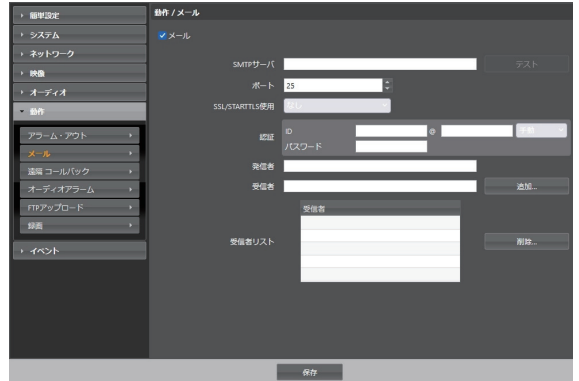 簡単設定
システム
ネットワーク
映像
オーディオ
動作
アラーム・アウト
メール
遠隔 コールバック
オーディオアラーム
FTPアップロード
録画
イベント
動作 / メール
メール
SMTPサーバ
テスト
ポート
25
SSL/STARTTLS使用
なし
認証
ID
@
手動
パスワード
発信者
受信者
追加...
受信者リスト
受信者
削除...
保存